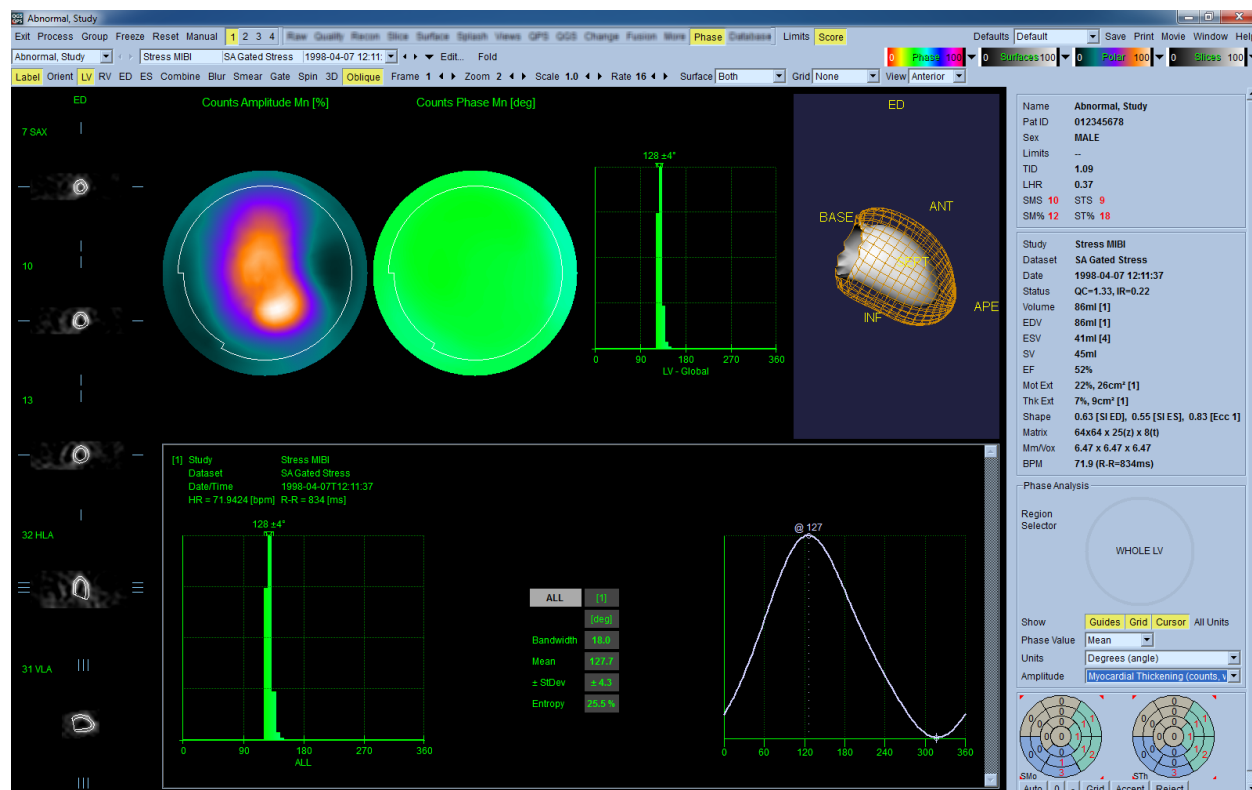 Abnormal, Study
Exit Process Group Freeze Reset Manual 1 2 3 4 Raw Quality Recon Slice Surface Splash Views QPS QGS Change Fusion More Phase Database Limits Score Defaults Default Save Print Movie Window Help
Abnormal, Study Stress MIBI SA Gated Stress 1998-04-07 12:11: Edit... Fold 0 Phase 100 0 Surfaces 100 0 Polar 100 0 Slices 100
Label Orient LV RV ED ES Combine Blur Smear Gate Spin 3D Oblique Frame 1 Zoom 2 Scale 1.0 Rate 16 Surface Both Grid None View Anterior
ED
7 SAX
10
13
32 HLA
31 VLA
Counts Amplitude Mn [%]
Counts Phase Mn [deg]
128 ±4°
0 90 180 270 360
LV - Global
ED
BASE
ANT
INF
APE
[1] Study Stress MIBI
Dataset SA Gated Stress
Date/Time 1998-04-07T12:11:37
HR = 71.9424 [bpm] R-R = 834 [ms]
128 ±4°
0 90 180 270 360
ALL
ALL [1]
[deg]
Bandwidth 18.0
Mean 127.7
± StDev ± 4.3
Entropy 25.5 %
@ 127
0 60 120 180 240 300 360
Name Abnormal, Study
Pat ID 012345678
Sex MALE
Limits --
TID 1.09
LHR 0.37
SMS 10 STS 9
SM% 12 ST% 18
Study Stress MIBI
Dataset SA Gated Stress
Date 1998-04-07 12:11:37
Status QC=1.33, IR=0.22
Volume 86ml [1]
EDV 86ml [1]
ESV 41ml [4]
SV 45ml
EF 52%
Mot Ext 22%, 26cm² [1]
Thk Ext 7%, 9cm² [1]
Shape 0.63 [SI ED], 0.55 [SI ES], 0.83 [Ecc 1]
Matrix 64x64 x 25(z) x 8(t)
Mm/Vox 6.47 x 6.47 x 6.47
BPM 71.9 (R-R=834ms)
Phase Analysis
Region
Selector
WHOLE LV
Show Guides Grid Cursor All Units
Phase Value Mean
Units Degrees (angle)
Amplitude Myocardial Thickening (counts, v
SMo
STh
Auto 0 - Grid Accept Reject